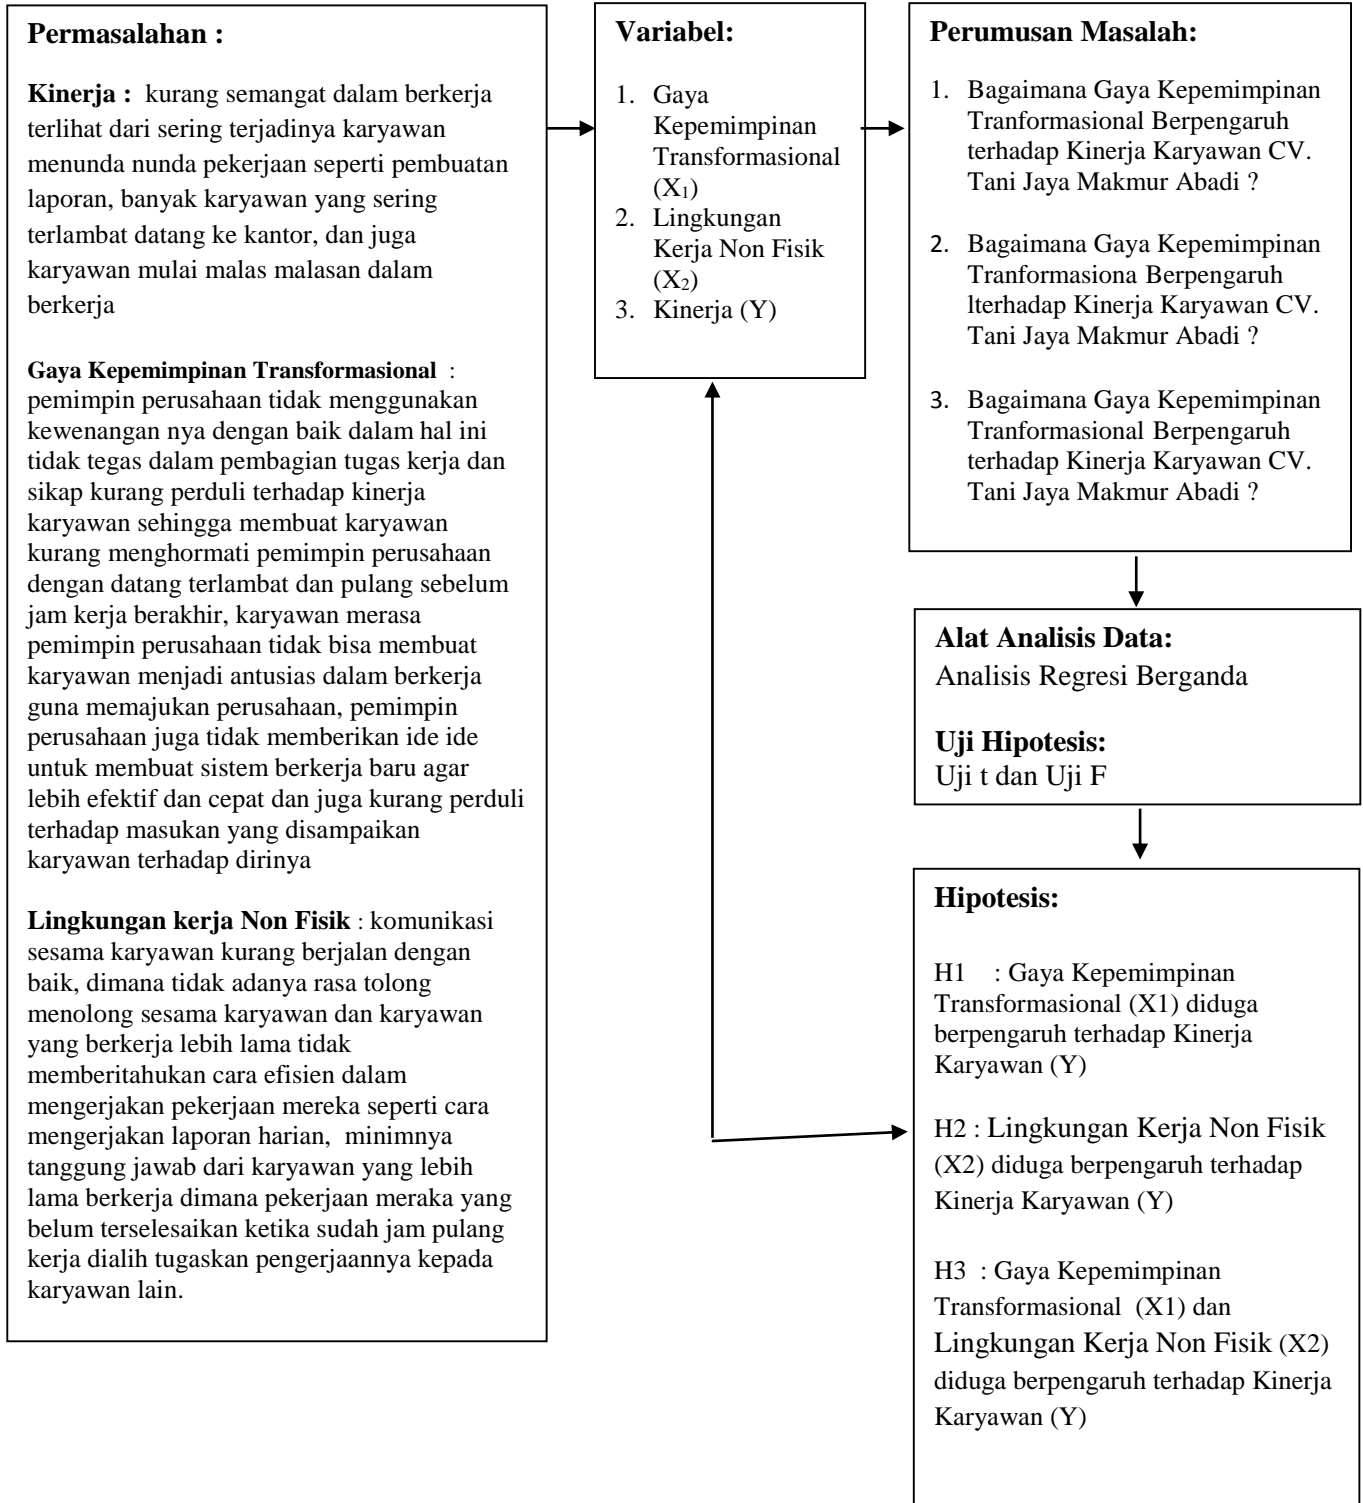 Permasalahan :
Kinerja : kurang semangat dalam berkerja
terlihat dari sering terjadinya karyawan
menunda nunda pekerjaan seperti pembuatan
laporan, banyak karyawan yang sering
terlambat datang ke kantor, dan juga
karyawan mulai malas malasan dalam
berkerja
Gaya Kepemimpinan Transformasional :
pemimpin perusahaan tidak menggunakan
kewenangan nya dengan baik dalam hal ini
tidak tegas dalam pembagian tugas kerja dan
sikap kurang perduli terhadap kinerja
karyawan sehingga membuat karyawan
kurang menghormati pemimpin perusahaan
dengan datang terlambat dan pulang sebelum
jam kerja berakhir, karyawan merasa
pemimpin perusahaan tidak bisa membuat
karyawan menjadi antusias dalam berkerja
guna memajukan perusahaan, pemimpin
perusahaan juga tidak memberikan ide ide
untuk membuat sistem berkerja baru agar
lebih efektif dan cepat dan juga kurang perduli
terhadap masukan yang disampaikan
karyawan terhadap dirinya
Lingkungan kerja Non Fisik : komunikasi
sesama karyawan kurang berjalan dengan
baik, dimana tidak adanya rasa tolong
menolong sesama karyawan dan karyawan
yang berkerja lebih lama tidak
memberitahukan cara efisien dalam
mengerjakan pekerjaan mereka seperti cara
mengerjakan laporan harian, minimnya
tanggung jawab dari karyawan yang lebih
lama berkerja dimana pekerjaan meraka yang
belum terselesaikan ketika sudah jam pulang
kerja dialih tugaskan pengerjaannya kepada
karyawan lain.
Variabel:
1. Gaya
Kepemimpinan
Transformasional
(X₁)
2. Lingkungan
Kerja Non Fisik
(X₂)
3. Kinerja (Y)
Perumusan Masalah:
1. Bagaimana Gaya Kepemimpinan
Tranformasional Berpengaruh
terhadap Kinerja Karyawan CV.
Tani Jaya Makmur Abadi ?
2. Bagaimana Gaya Kepemimpinan
Tranformasiona Berpengaruh
lterhadap Kinerja Karyawan CV.
Tani Jaya Makmur Abadi ?
3. Bagaimana Gaya Kepemimpinan
Tranformasional Berpengaruh
terhadap Kinerja Karyawan CV.
Tani Jaya Makmur Abadi ?
Alat Analisis Data:
Analisis Regresi Berganda
Uji Hipotesis:
Uji t dan Uji F
Hipotesis:
H1 : Gaya Kepemimpinan
Transformasional (X1) diduga
berpengaruh terhadap Kinerja
Karyawan (Y)
H2 : Lingkungan Kerja Non Fisik
(X2) diduga berpengaruh terhadap
Kinerja Karyawan (Y)
H3 : Gaya Kepemimpinan
Transformasional (X1) dan
Lingkungan Kerja Non Fisik (X2)
diduga berpengaruh terhadap Kinerja
Karyawan (Y)